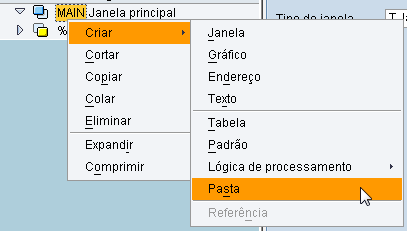 MAIN Janela principal
%
Tipo de janela
Criar
Cortar
Copiar
Colar
Eliminar
Expandir
Comprimir
Janela
Gráfico
Endereço
Texto
Tabela
Padrão
Lógica de processamento
Pasta
Referência